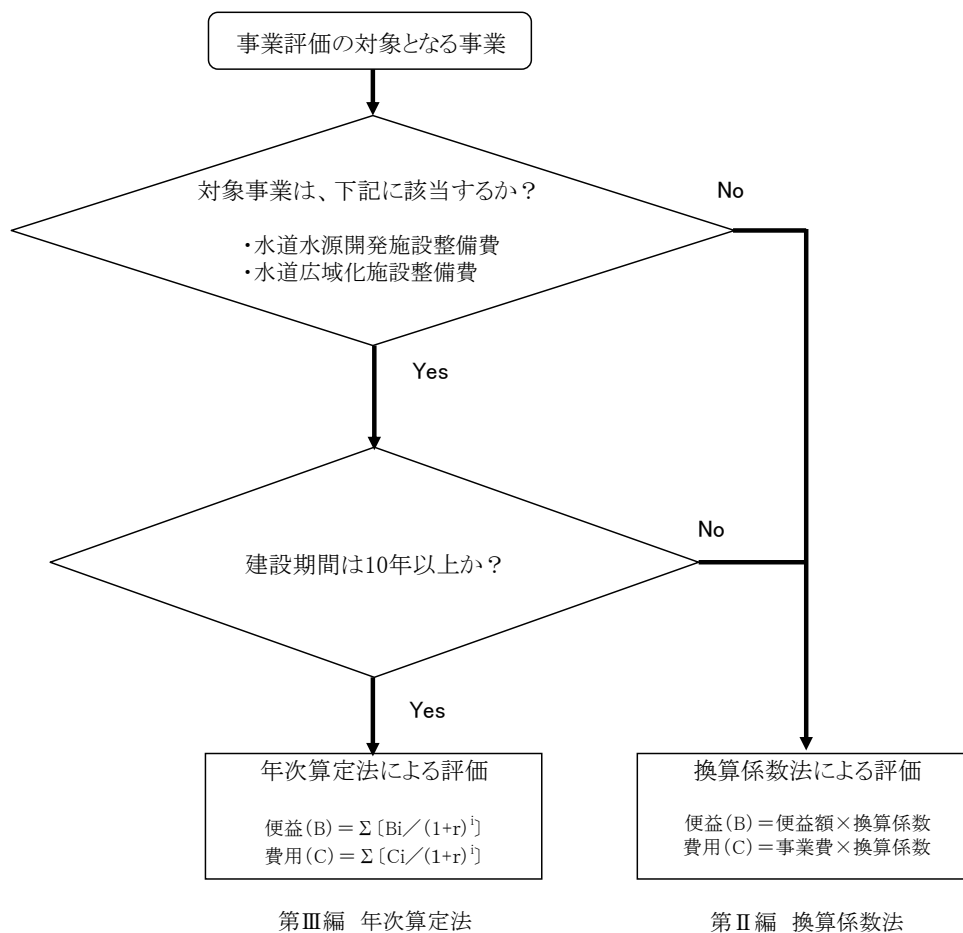 事業評価の対象となる事業
対象事業は、下記に該当するか？
No
・水道水源開発施設整備費
・水道広域化施設整備費
Yes
No
建設期間は10年以上か？
Yes
年次算定法による評価
便益(B)＝Σ〔Bi／(1+r)^i〕
費用(C)＝Σ〔Ci／(1+r)^i〕
換算係数法による評価
便益(B)＝便益額×換算係数
費用(C)＝事業費×換算係数
第Ⅲ編 年次算定法
第Ⅱ編 換算係数法